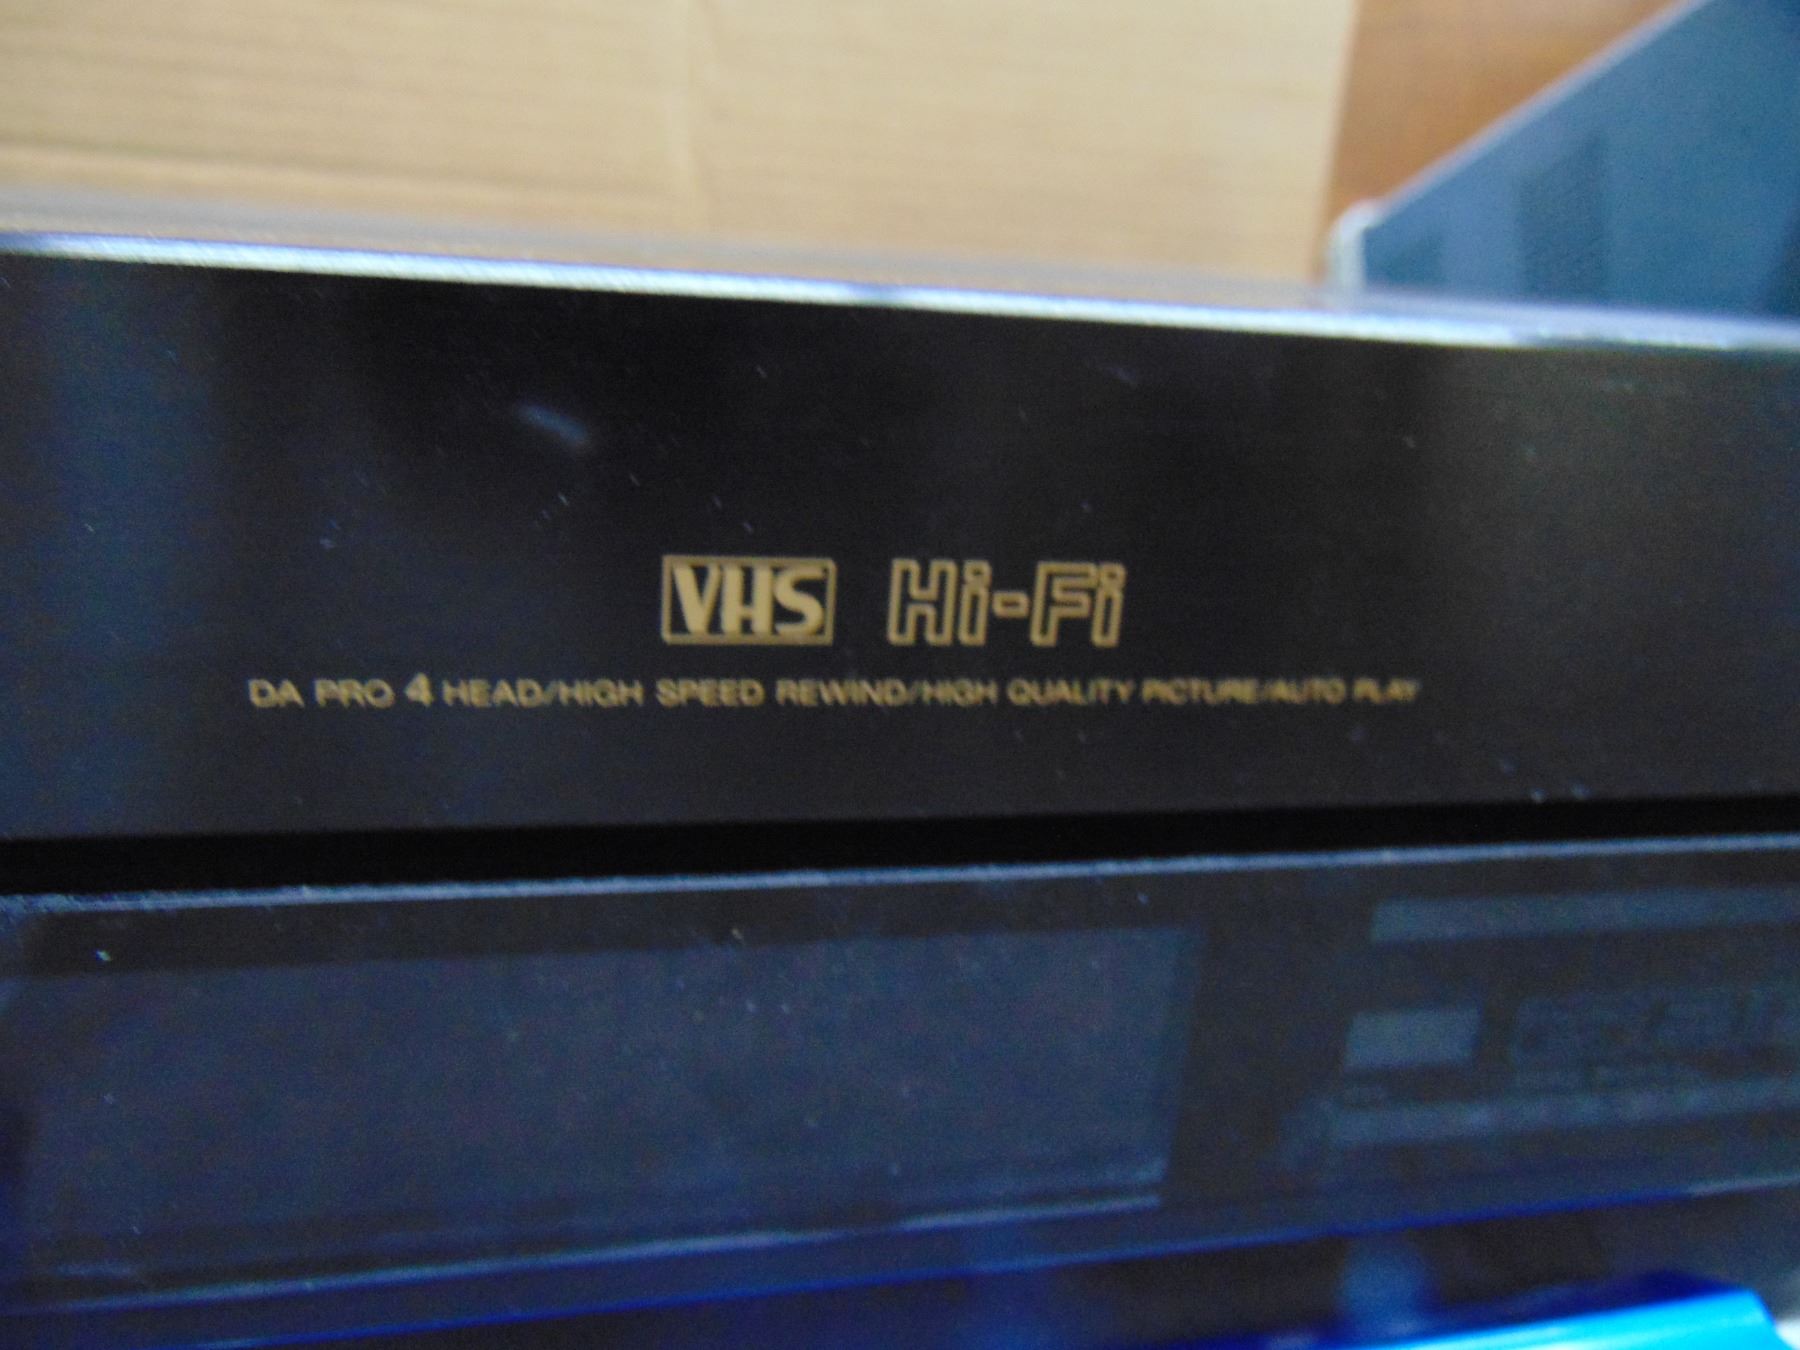 VHS Hi-Fi
DA PRO 4 HEAD/HIGH SPEED REWIND/HIGH QUALITY PICTURE/AUTO PLAY